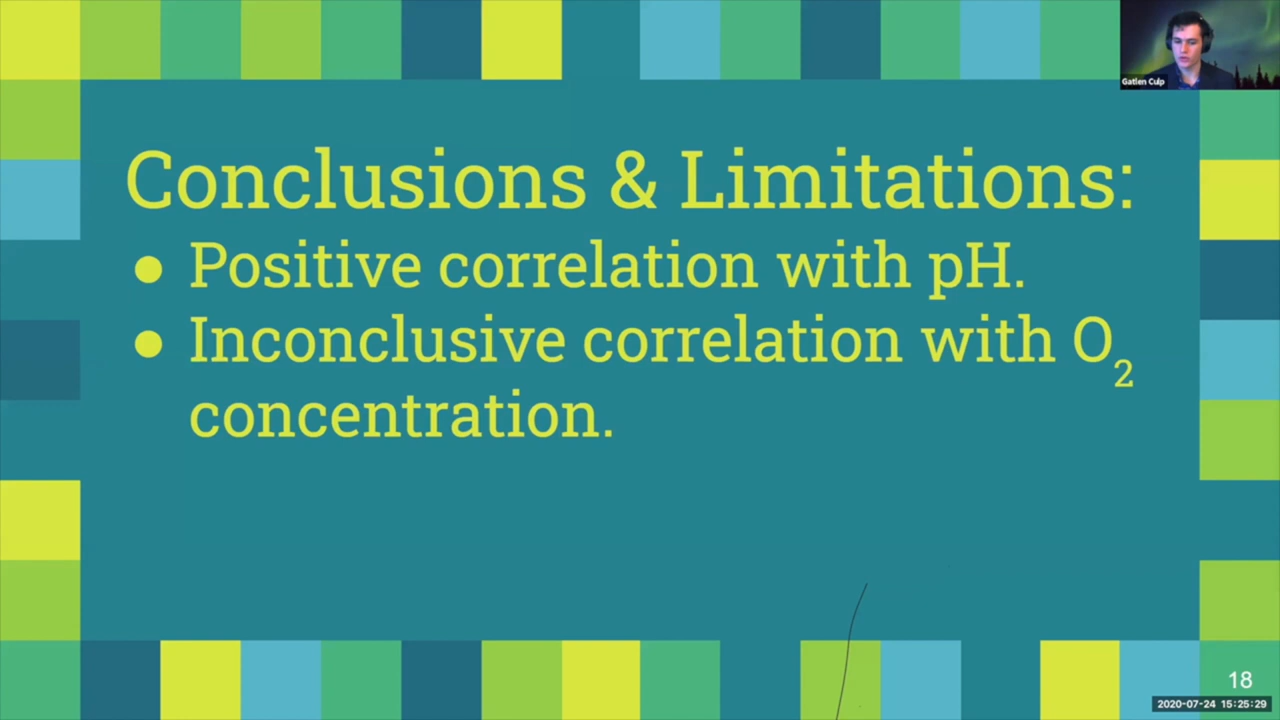 Gatlen Culp
Conclusions & Limitations:
● Positive correlation with pH.
● Inconclusive correlation with O₂
concentration.
18
2020-07-24 15:25:29